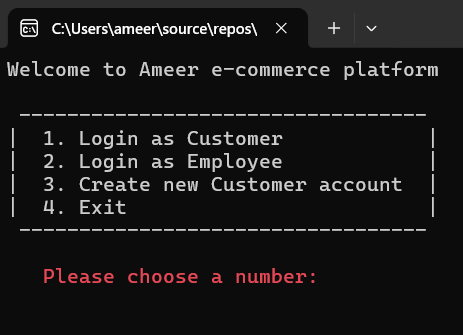 C:\Users\ameer\source\repos\
Welcome to Ameer e-commerce platform
----------------------------------
| 1. Login as Customer |
| 2. Login as Employee |
| 3. Create new Customer account |
| 4. Exit |
----------------------------------
Please choose a number: